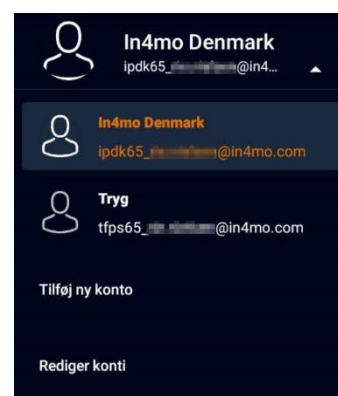 In4mo Denmark
ipdk65_ @in4...
In4mo Denmark
ipdk65_ @in4mo.com
Tryg
tfps65_ @in4mo.com
Tilføj ny konto
Rediger konti